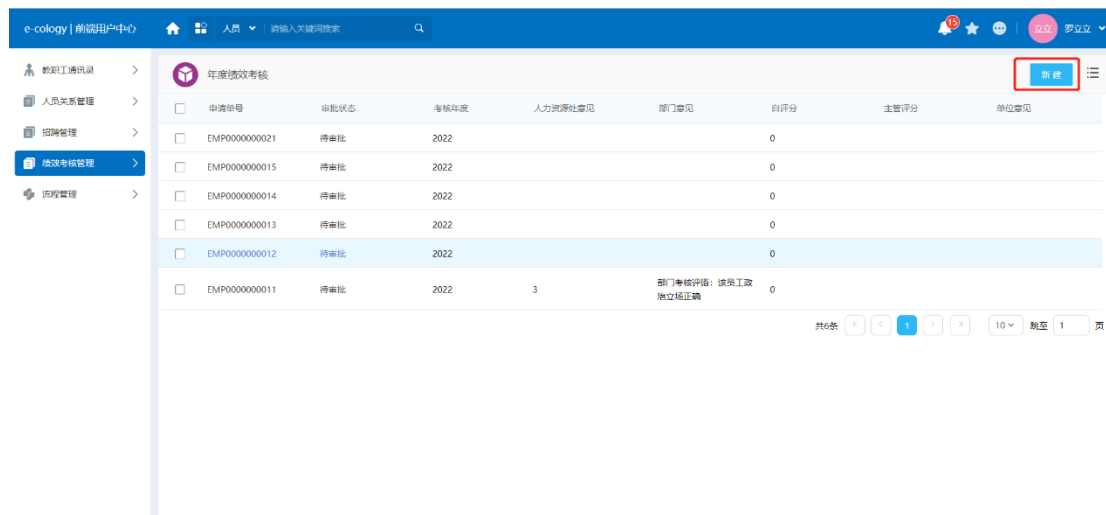 e-cology | 前端用户中心 人员 请输入关键词搜索 15 立立 罗立立
教职工通讯录
人员关系管理
招聘管理
绩效考核管理
流程管理
年度绩效考核 新建
申请单号 审批状态 考核年度 人力资源处意见 部门意见 自评分 主管评分 单位意见
EMP0000000021 待审批 2022 0
EMP0000000015 待审批 2022 0
EMP0000000014 待审批 2022 0
EMP0000000013 待审批 2022 0
EMP0000000012 待审批 2022 0
EMP0000000011 待审批 2022 3 部门考核评语：该员工政治立场正确 0
共6条 1 10 跳至 1 页